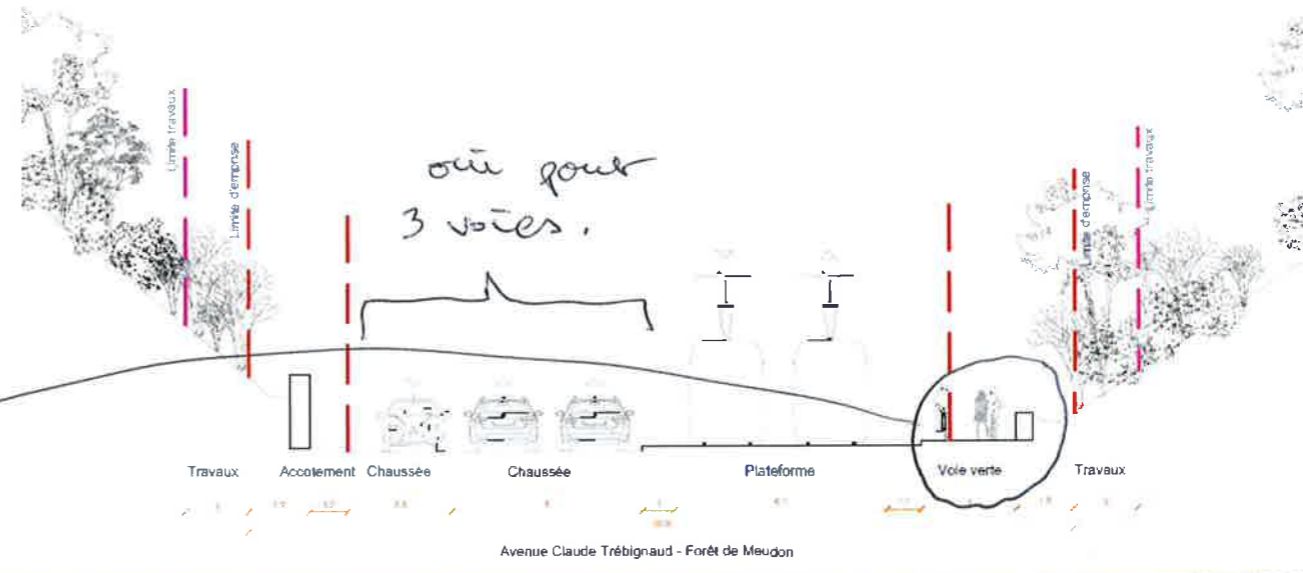 Limite travaux
Limite d'emprise
oui pour
3 voies.
Limite d'emprise
Limite travaux
Travaux
Accotement
Chaussée
Chaussée
Plateforme
Voie verte
Travaux
Avenue Claude Trébignaud - Forêt de Meudon